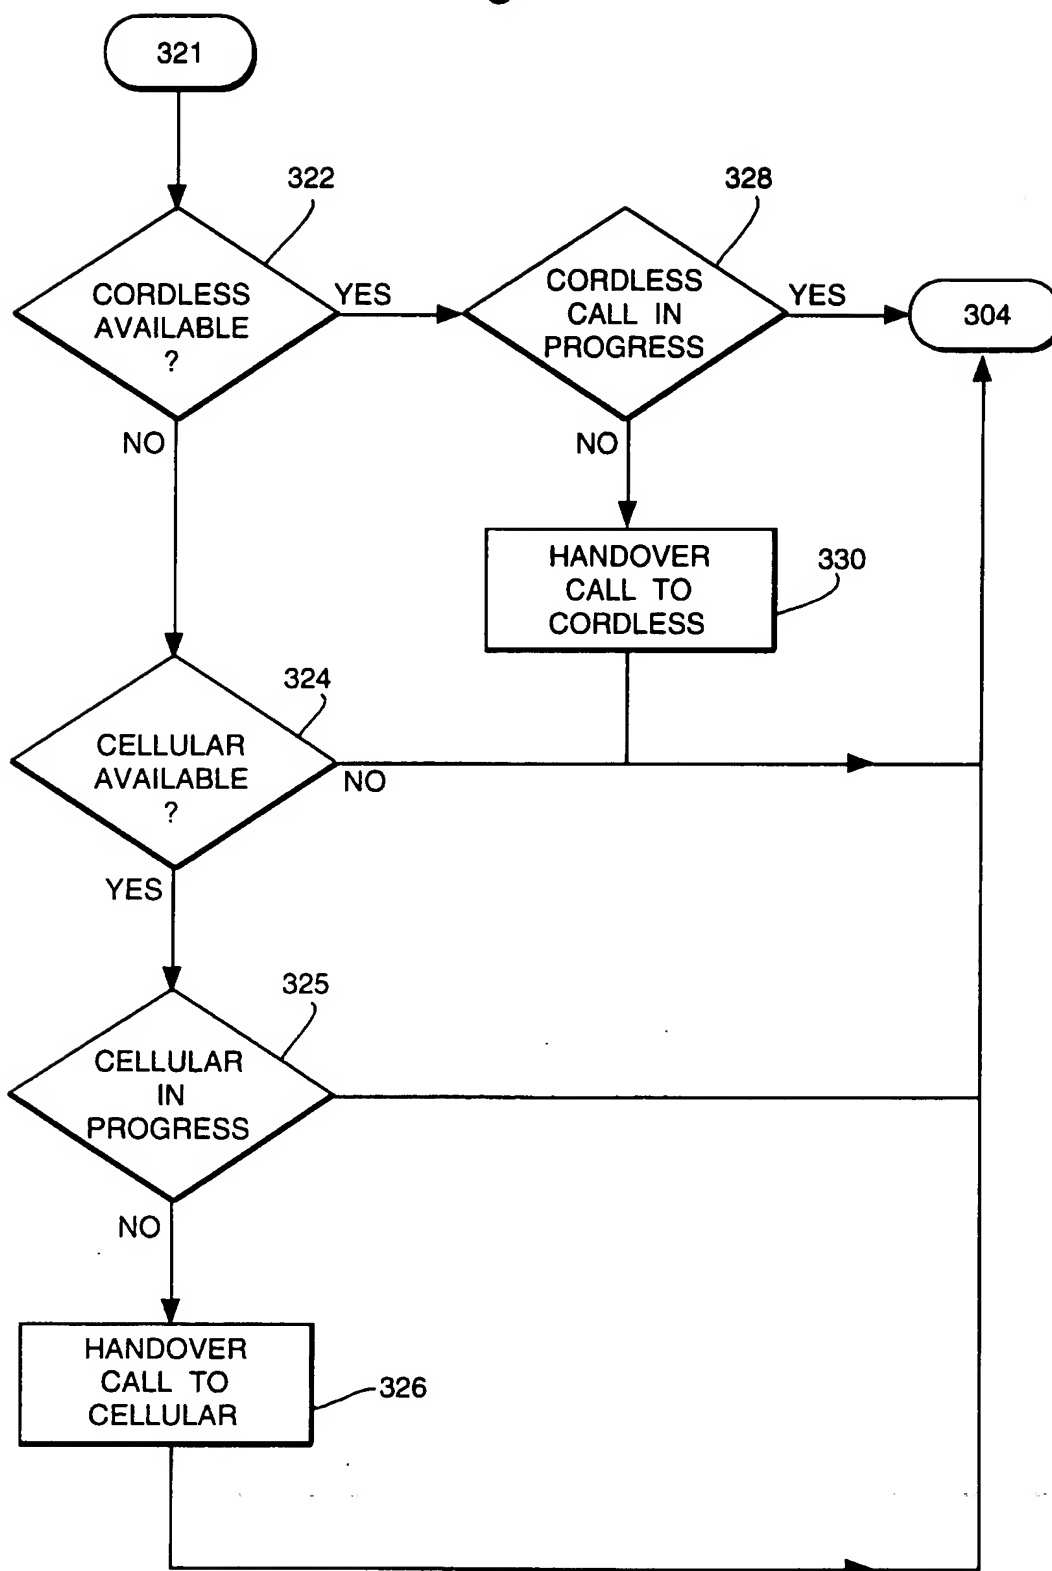 321
322
CORDLESS
AVAILABLE
?
YES
NO
328
CORDLESS
CALL IN
PROGRESS
YES
304
NO
HANDOVER
CALL TO
CORDLESS
330
324
CELLULAR
AVAILABLE
?
NO
YES
325
CELLULAR
IN
PROGRESS
NO
HANDOVER
CALL TO
CELLULAR
326